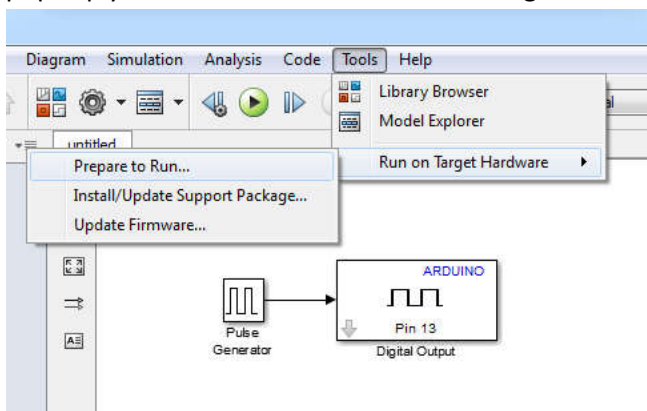 Diagram Simulation Analysis Code Tools Help
Library Browser
Model Explorer
untitled
Run on Target Hardware
Prepare to Run...
Install/Update Support Package...
Update Firmware...
ARDUINO
Pin 13
Pulse
Generator
Digital Output